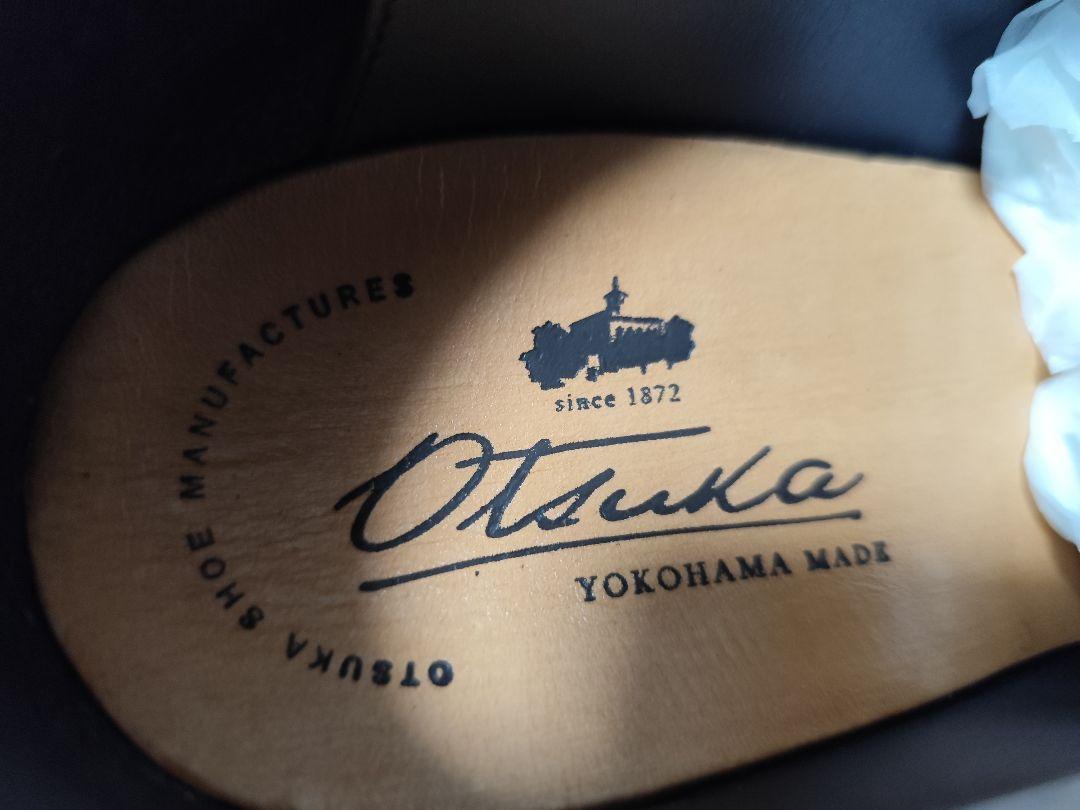 OTSUKA SHOE MANUFACTURES
since 1872
Otsuka
YOKOHAMA MADE